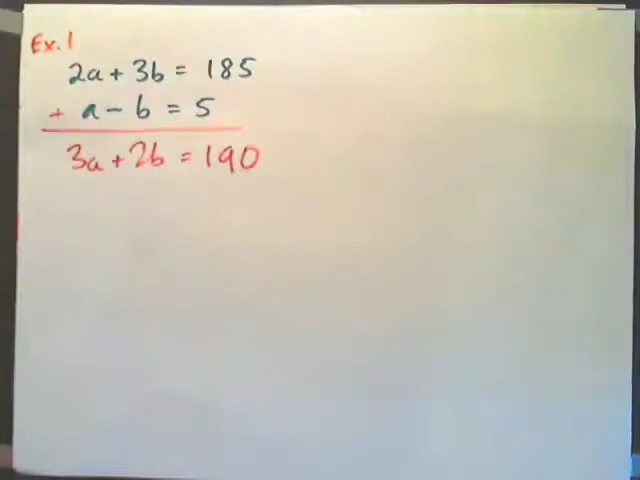 Ex. 1
2a + 3b = 185
+ a - b = 5
3a + 2b = 190